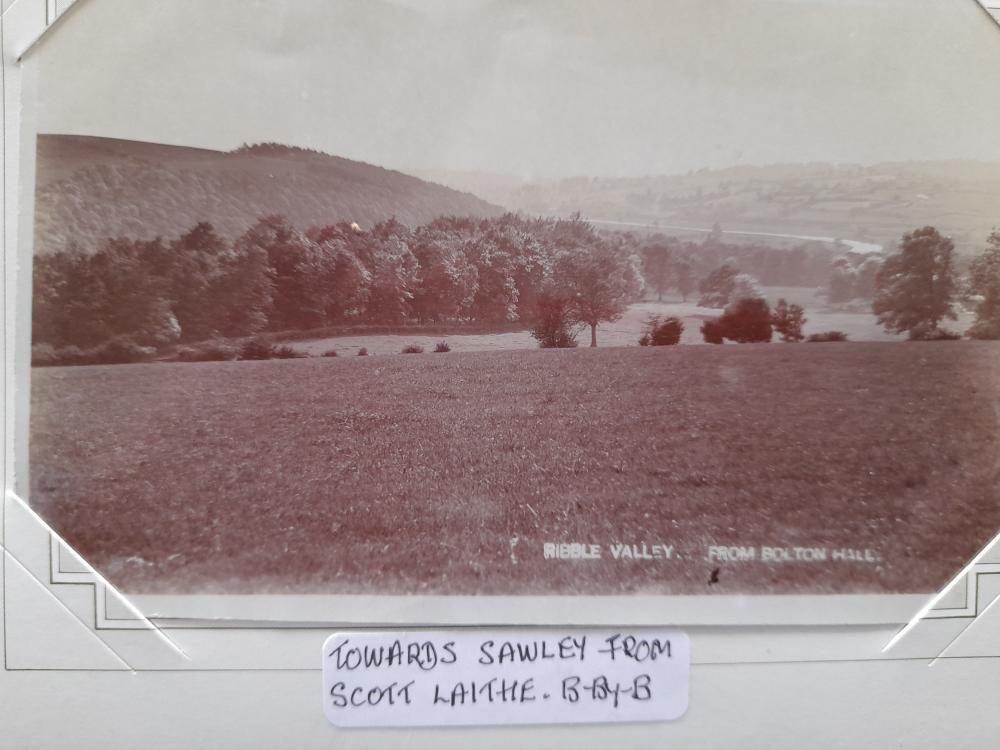 RIBBLE VALLEY. FROM BOLTON HALL.
TOWARDS SAWLEY FROM
SCOTT LAITHE. B-By-B